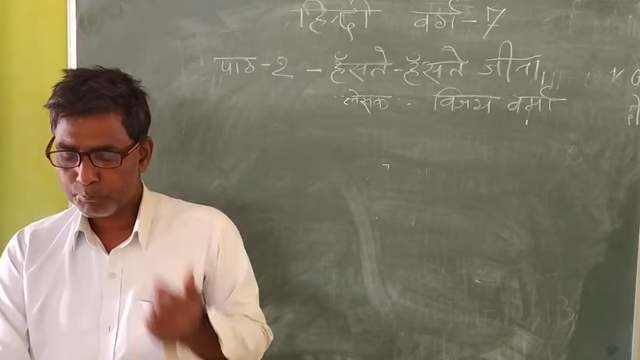 हिन्दी वर्ग-7
पाठ-2 - हँसते-हँसते जीना
लेखक - विजय वर्मा